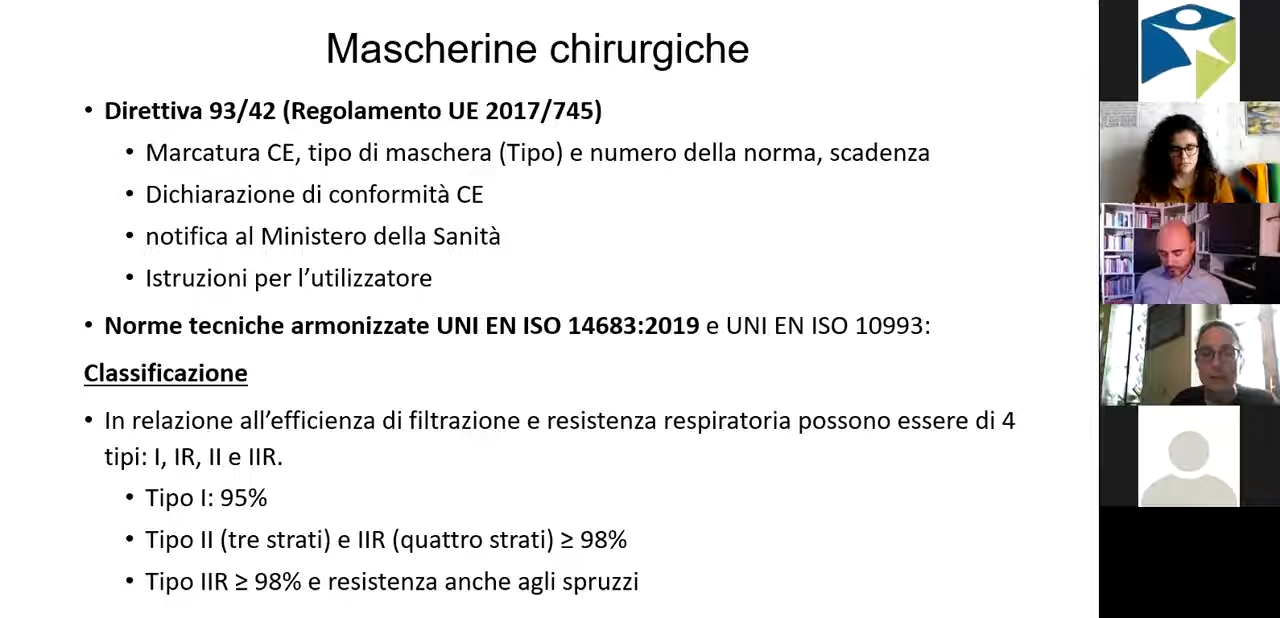 Mascherine chirurgiche
• Direttiva 93/42 (Regolamento UE 2017/745)
• Marcatura CE, tipo di maschera (Tipo) e numero della norma, scadenza
• Dichiarazione di conformità CE
• notifica al Ministero della Sanità
• Istruzioni per l’utilizzatore
• Norme tecniche armonizzate UNI EN ISO 14683:2019 e UNI EN ISO 10993:
Classificazione
• In relazione all’efficienza di filtrazione e resistenza respiratoria possono essere di 4
tipi: I, IR, II e IIR.
• Tipo I: 95%
• Tipo II (tre strati) e IIR (quattro strati) ≥ 98%
• Tipo IIR ≥ 98% e resistenza anche agli spruzzi